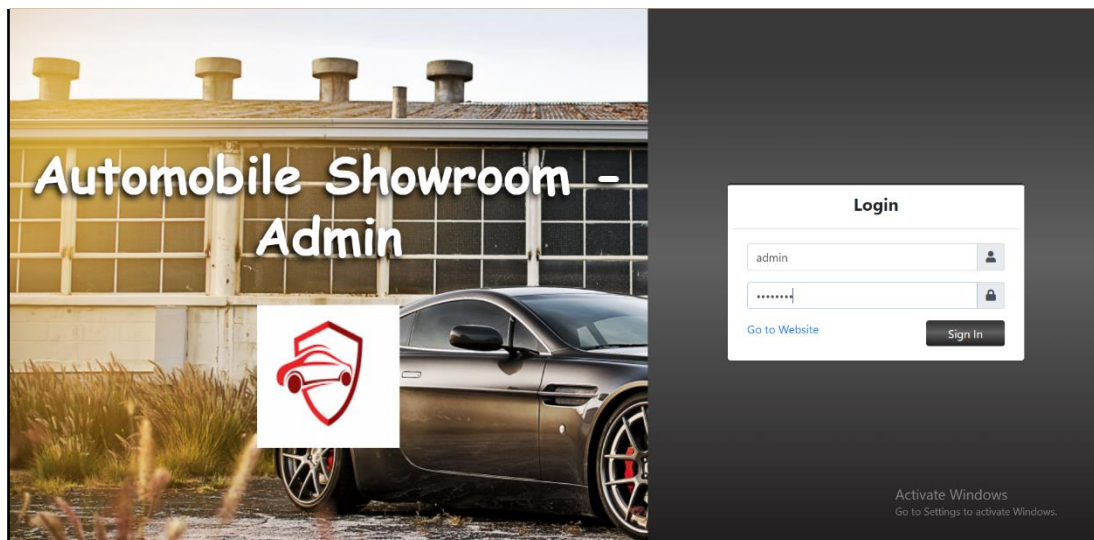 Automobile Showroom -
Admin
Login
admin
••••••••
Go to Website
Sign In
Activate Windows
Go to Settings to activate Windows.